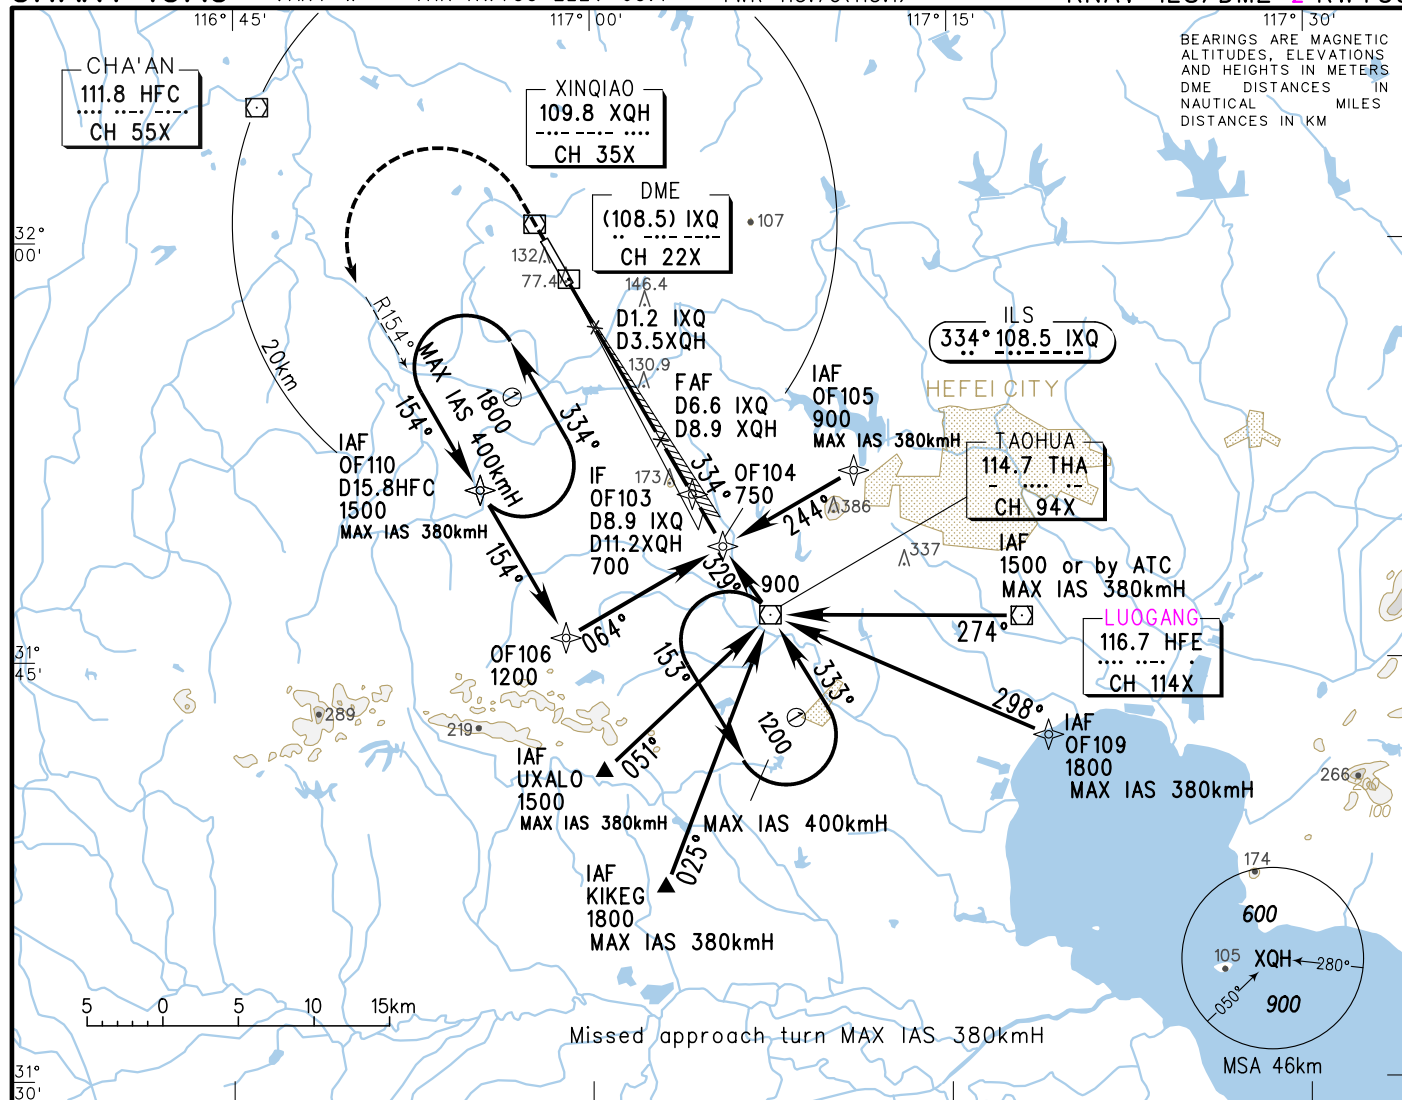 116°45'
117°00'
117°15'
117°30'
BEARINGS ARE MAGNETIC
ALTITUDES, ELEVATIONS
AND HEIGHTS IN METERS
DME DISTANCES IN
NAUTICAL MILES
DISTANCES IN KM
CHA'AN
111.8 HFC
CH 55X
XINQIAO
109.8 XQH
CH 35X
DME
(108.5) IXQ
CH 22X
107
32°
00'
132
77.4
146.4
D1.2 IXQ
D3.5XQH
130.9
ILS
334° 108.5 IXQ
R154°
20km
MAX IAS 400kmH
1800
1
154°
334°
FAF
D6.6 IXQ
D8.9 XQH
IAF
OF105
900
MAX IAS 380kmH
HEFEI CITY
TAOHUA
114.7 THA
CH 94X
IAF
OF110
D15.8HFC
1500
MAX IAS 380kmH
334°
173
IF
OF103
D8.9 IXQ
D11.2XQH
700
OF104
750
244°
386
337
154°
329°
900
IAF
1500 or by ATC
MAX IAS 380kmH
LUOGANG
116.7 HFE
CH 114X
274°
064°
OF106
1200
31°
45'
153°
333°
1200
1
298°
289
219
051°
IAF
UXALO
1500
MAX IAS 380kmH
IAF
OF109
1800
MAX IAS 380kmH
266
200
100
MAX IAS 400kmH
025°
IAF
KIKEG
1800
MAX IAS 380kmH
174
600
105
XQH
280°
050°
900
MSA 46km
5 0 5 10 15km
Missed approach turn MAX IAS 380kmH
31°
30'